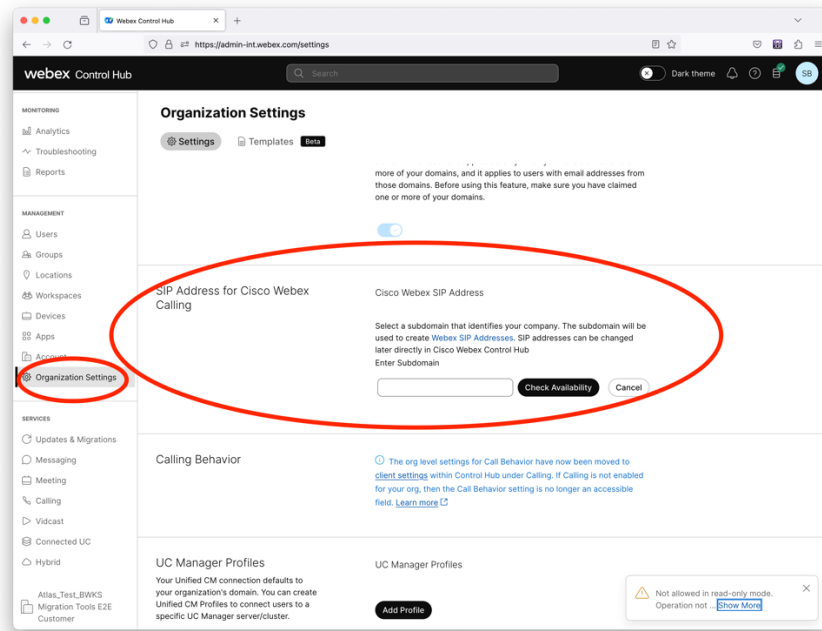 Webex Control Hub
https://admin-int.webex.com/settings
webex Control Hub
Search
Dark theme
SB
MONITORING
Analytics
Troubleshooting
Reports
MANAGEMENT
Users
Groups
Locations
Workspaces
Devices
Apps
Account
Organization Settings
SERVICES
Updates & Migrations
Messaging
Meeting
Calling
Vidcast
Connected UC
Hybrid
Atlas_Test_BWKS
Migration Tools E2E
Customer
Organization Settings
Settings
Templates
Beta
more of your domains, and it applies to users with email addresses from
those domains. Before using this feature, make sure you have claimed
one or more of your domains.
SIP Address for Cisco Webex
Calling
Cisco Webex SIP Address
Select a subdomain that identifies your company. The subdomain will be
used to create Webex SIP Addresses. SIP addresses can be changed
later directly in Cisco Webex Control Hub
Enter Subdomain
Check Availability
Cancel
Calling Behavior
The org level settings for Call Behavior have now been moved to
client settings within Control Hub under Calling. If Calling is not enabled
for your org, then the Call Behavior setting is no longer an accessible
field. Learn more
UC Manager Profiles
Your Unified CM connection defaults to
your organization's domain. You can create
Unified CM Profiles to connect users to a
specific UC Manager server/cluster.
UC Manager Profiles
Add Profile
Not allowed in read-only mode.
Operation not ... Show More